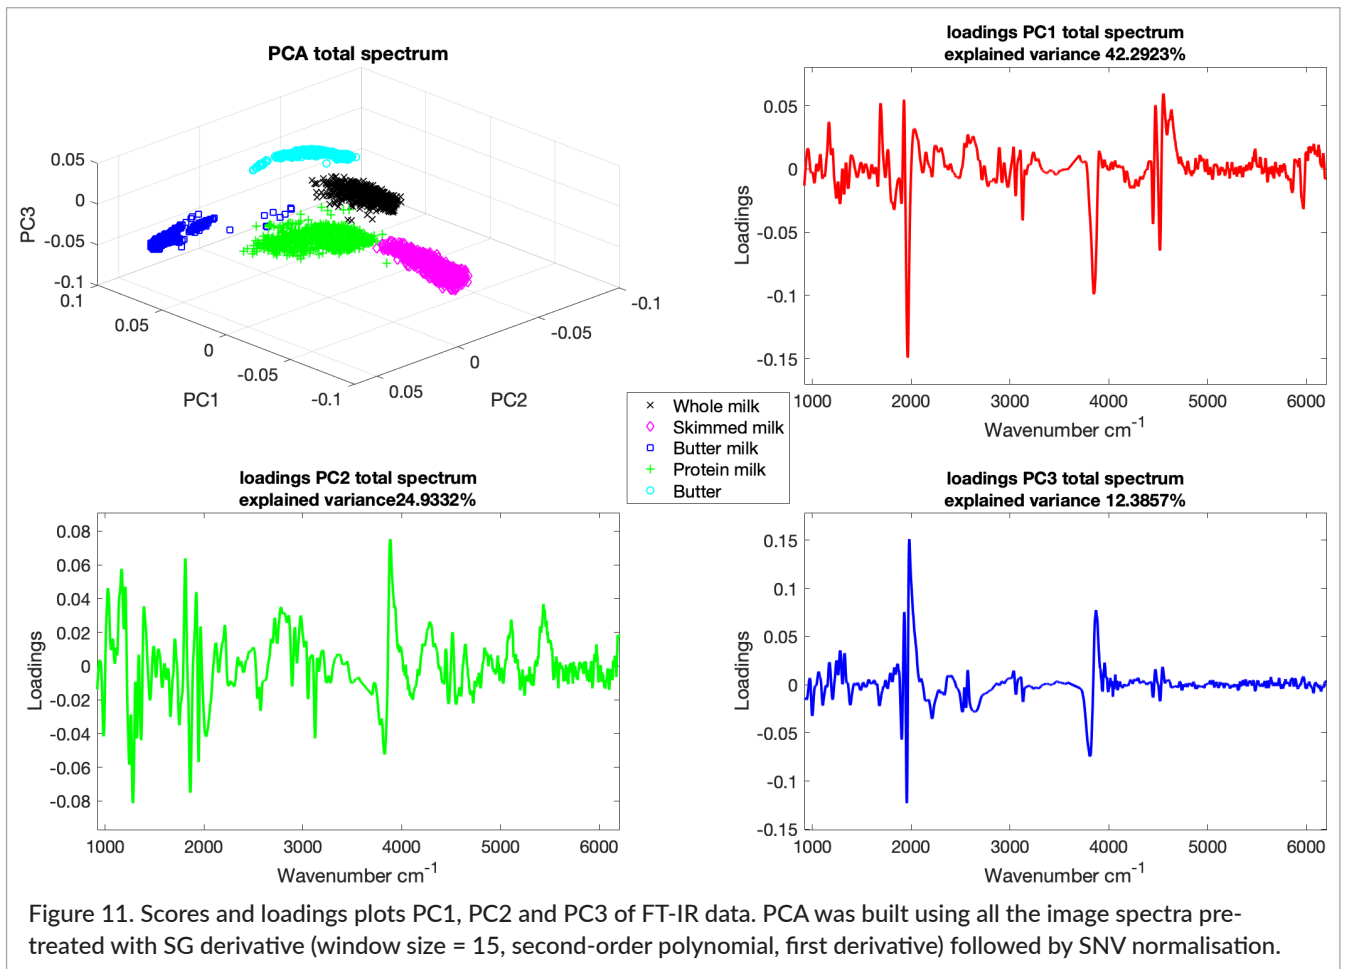 PCA total spectrum
0.05
0
-0.05
-0.1
PC3
0.1
0.05
0
-0.05
-0.1
PC1
0.05
0
-0.05
-0.1
PC2
loadings PC1 total spectrum
explained variance 42.2923%
0.05
0
-0.05
-0.1
-0.15
Loadings
1000 2000 3000 4000 5000 6000
Wavenumber cm-1
Whole milk
Skimmed milk
Butter milk
Protein milk
Butter
loadings PC2 total spectrum
explained variance24.9332%
0.08
0.06
0.04
0.02
0
-0.02
-0.04
-0.06
-0.08
Loadings
1000 2000 3000 4000 5000 6000
Wavenumber cm-1
loadings PC3 total spectrum
explained variance 12.3857%
0.15
0.1
0.05
0
-0.05
-0.1
-0.15
Loadings
1000 2000 3000 4000 5000 6000
Wavenumber cm-1
Figure 11. Scores and loadings plots PC1, PC2 and PC3 of FT-IR data. PCA was built using all the image spectra pre-
treated with SG derivative (window size = 15, second-order polynomial, first derivative) followed by SNV normalisation.